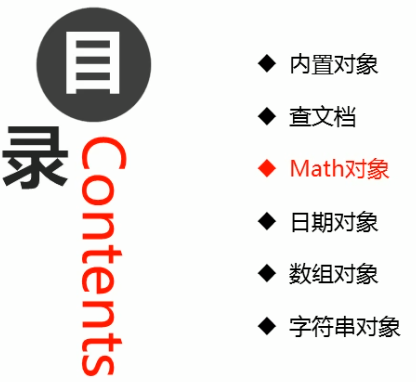 目录
Contents
◆ 内置对象
◆ 查文档
◆ Math对象
◆ 日期对象
◆ 数组对象
◆ 字符串对象